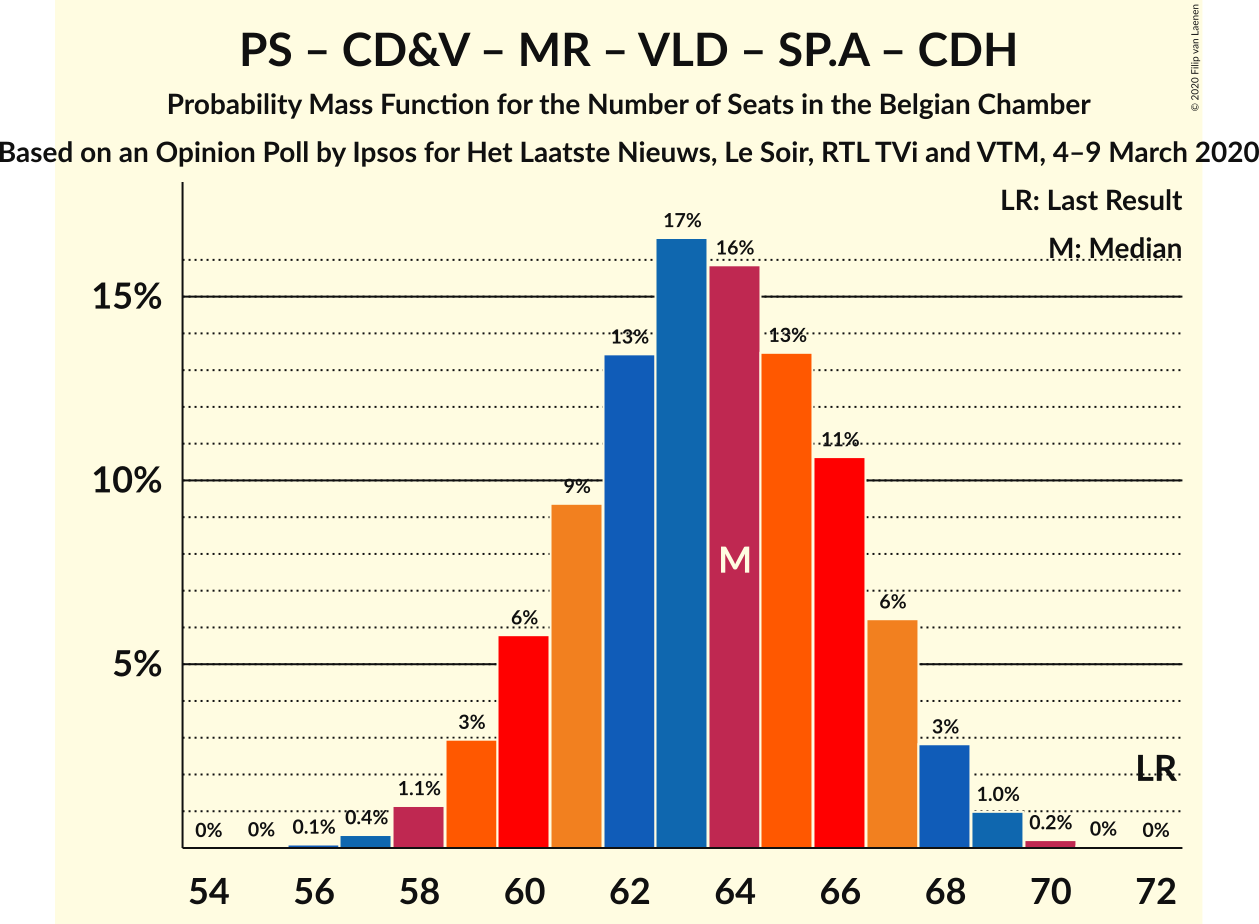 PS – CD&V – MR – VLD – SP.A – CDH
Probability Mass Function for the Number of Seats in the Belgian Chamber
Based on an Opinion Poll by Ipsos for Het Laatste Nieuws, Le Soir, RTL TVi and VTM, 4–9 March 2020
© 2020 Filip van Laenen
LR: Last Result
M: Median
15%
10%
5%
0% 0% 0.1% 0.4% 1.1% 3% 6% 9% 13% 17% 16% 13% 11% 6% 3% 1.0% 0.2% 0% 0%
M
LR
54 56 58 60 62 64 66 68 70 72